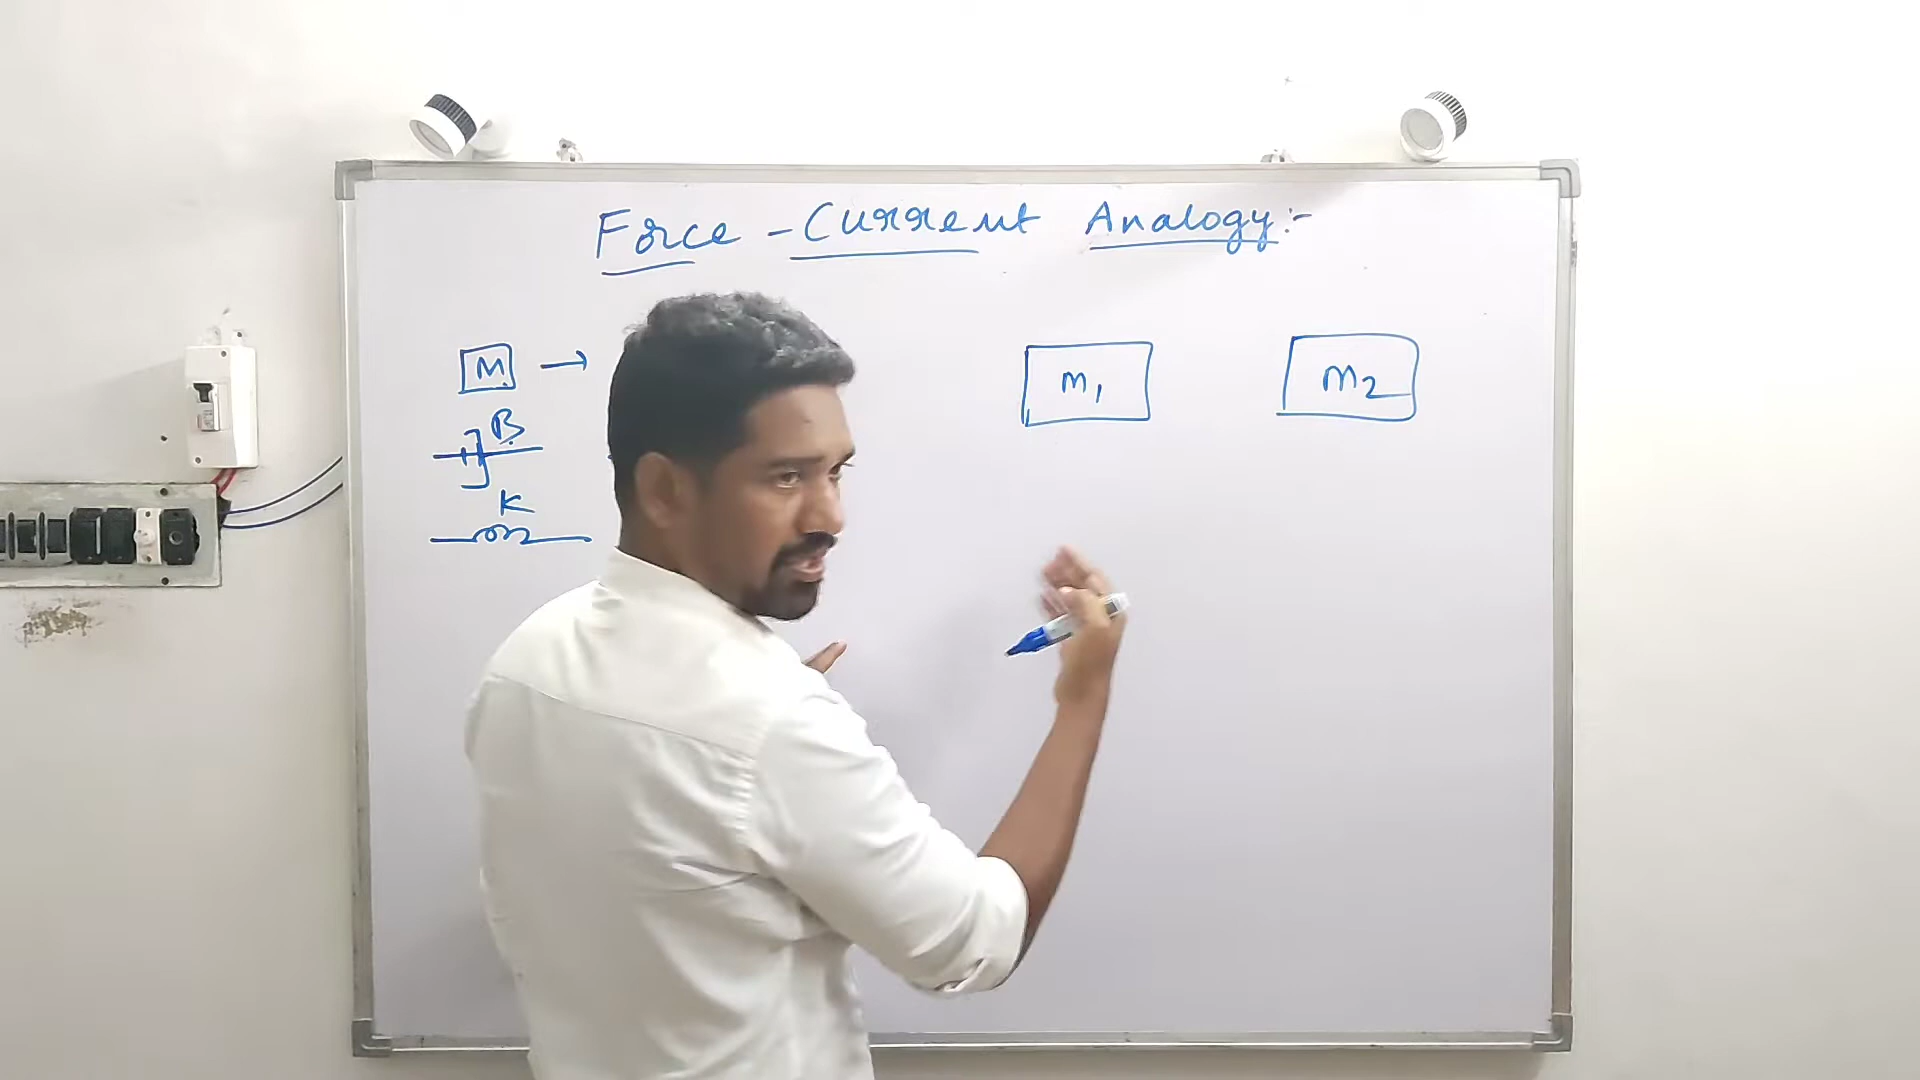 Force - Current Analogy:-
M →
B
K
m1
m2